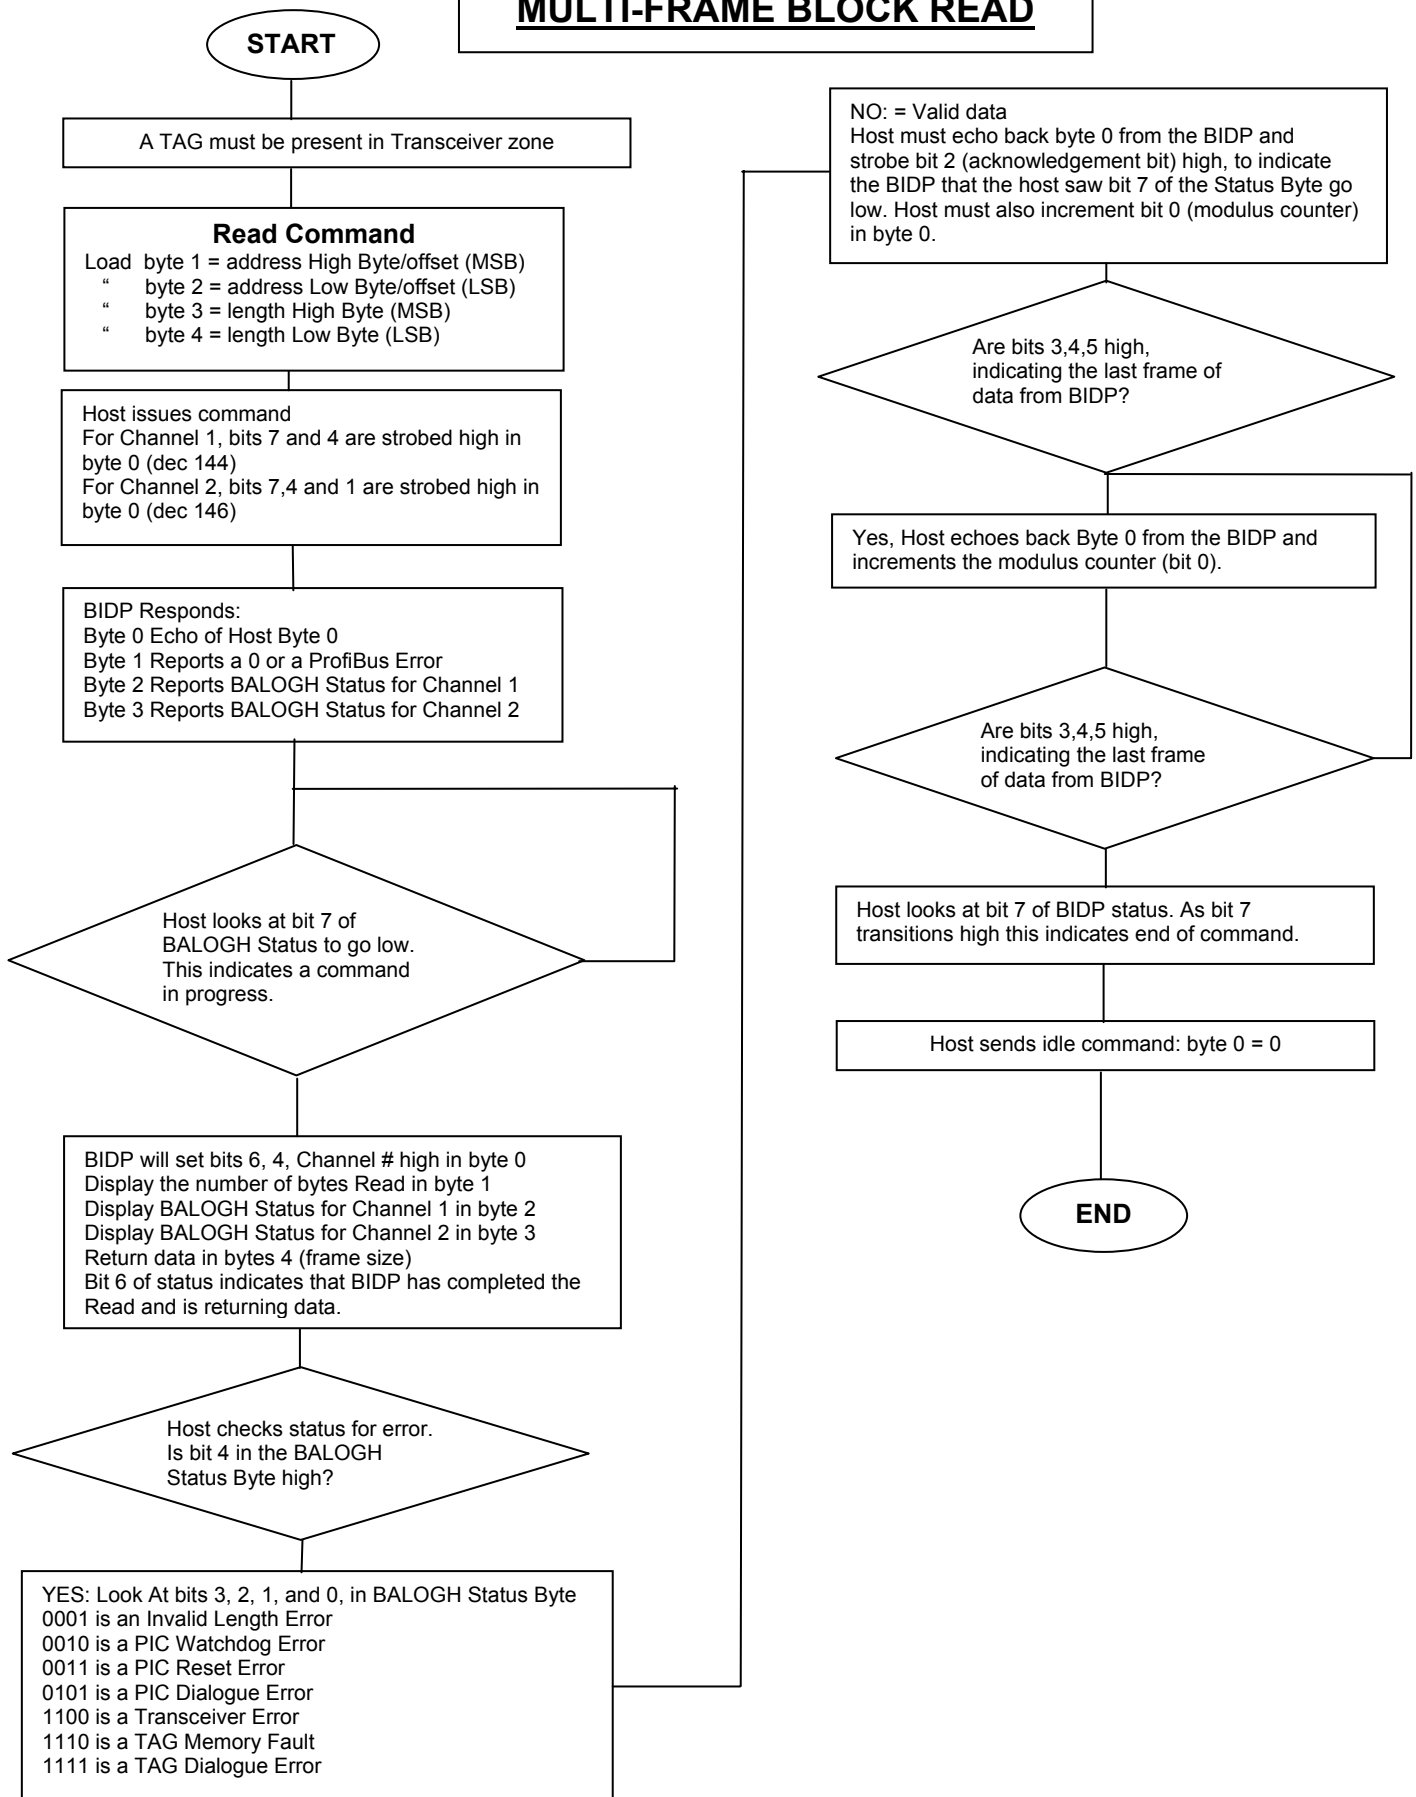 MULTI-FRAME BLOCK READ
START
A TAG must be present in Transceiver zone
Read Command
Load byte 1 = address High Byte/offset (MSB)
“ byte 2 = address Low Byte/offset (LSB)
“ byte 3 = length High Byte (MSB)
“ byte 4 = length Low Byte (LSB)
Host issues command
For Channel 1, bits 7 and 4 are strobed high in
byte 0 (dec 144)
For Channel 2, bits 7,4 and 1 are strobed high in
byte 0 (dec 146)
BIDP Responds:
Byte 0 Echo of Host Byte 0
Byte 1 Reports a 0 or a ProfiBus Error
Byte 2 Reports BALOGH Status for Channel 1
Byte 3 Reports BALOGH Status for Channel 2
Host looks at bit 7 of
BALOGH Status to go low.
This indicates a command
in progress.
BIDP will set bits 6, 4, Channel # high in byte 0
Display the number of bytes Read in byte 1
Display BALOGH Status for Channel 1 in byte 2
Display BALOGH Status for Channel 2 in byte 3
Return data in bytes 4 (frame size)
Bit 6 of status indicates that BIDP has completed the
Read and is returning data.
Host checks status for error.
Is bit 4 in the BALOGH
Status Byte high?
YES: Look At bits 3, 2, 1, and 0, in BALOGH Status Byte
0001 is an Invalid Length Error
0010 is a PIC Watchdog Error
0011 is a PIC Reset Error
0101 is a PIC Dialogue Error
1100 is a Transceiver Error
1110 is a TAG Memory Fault
1111 is a TAG Dialogue Error
NO: = Valid data
Host must echo back byte 0 from the BIDP and
strobe bit 2 (acknowledgement bit) high, to indicate
the BIDP that the host saw bit 7 of the Status Byte go
low. Host must also increment bit 0 (modulus counter)
in byte 0.
Are bits 3,4,5 high,
indicating the last frame of
data from BIDP?
Yes, Host echoes back Byte 0 from the BIDP and
increments the modulus counter (bit 0).
Are bits 3,4,5 high,
indicating the last frame
of data from BIDP?
Host looks at bit 7 of BIDP status. As bit 7
transitions high this indicates end of command.
Host sends idle command: byte 0 = 0
END